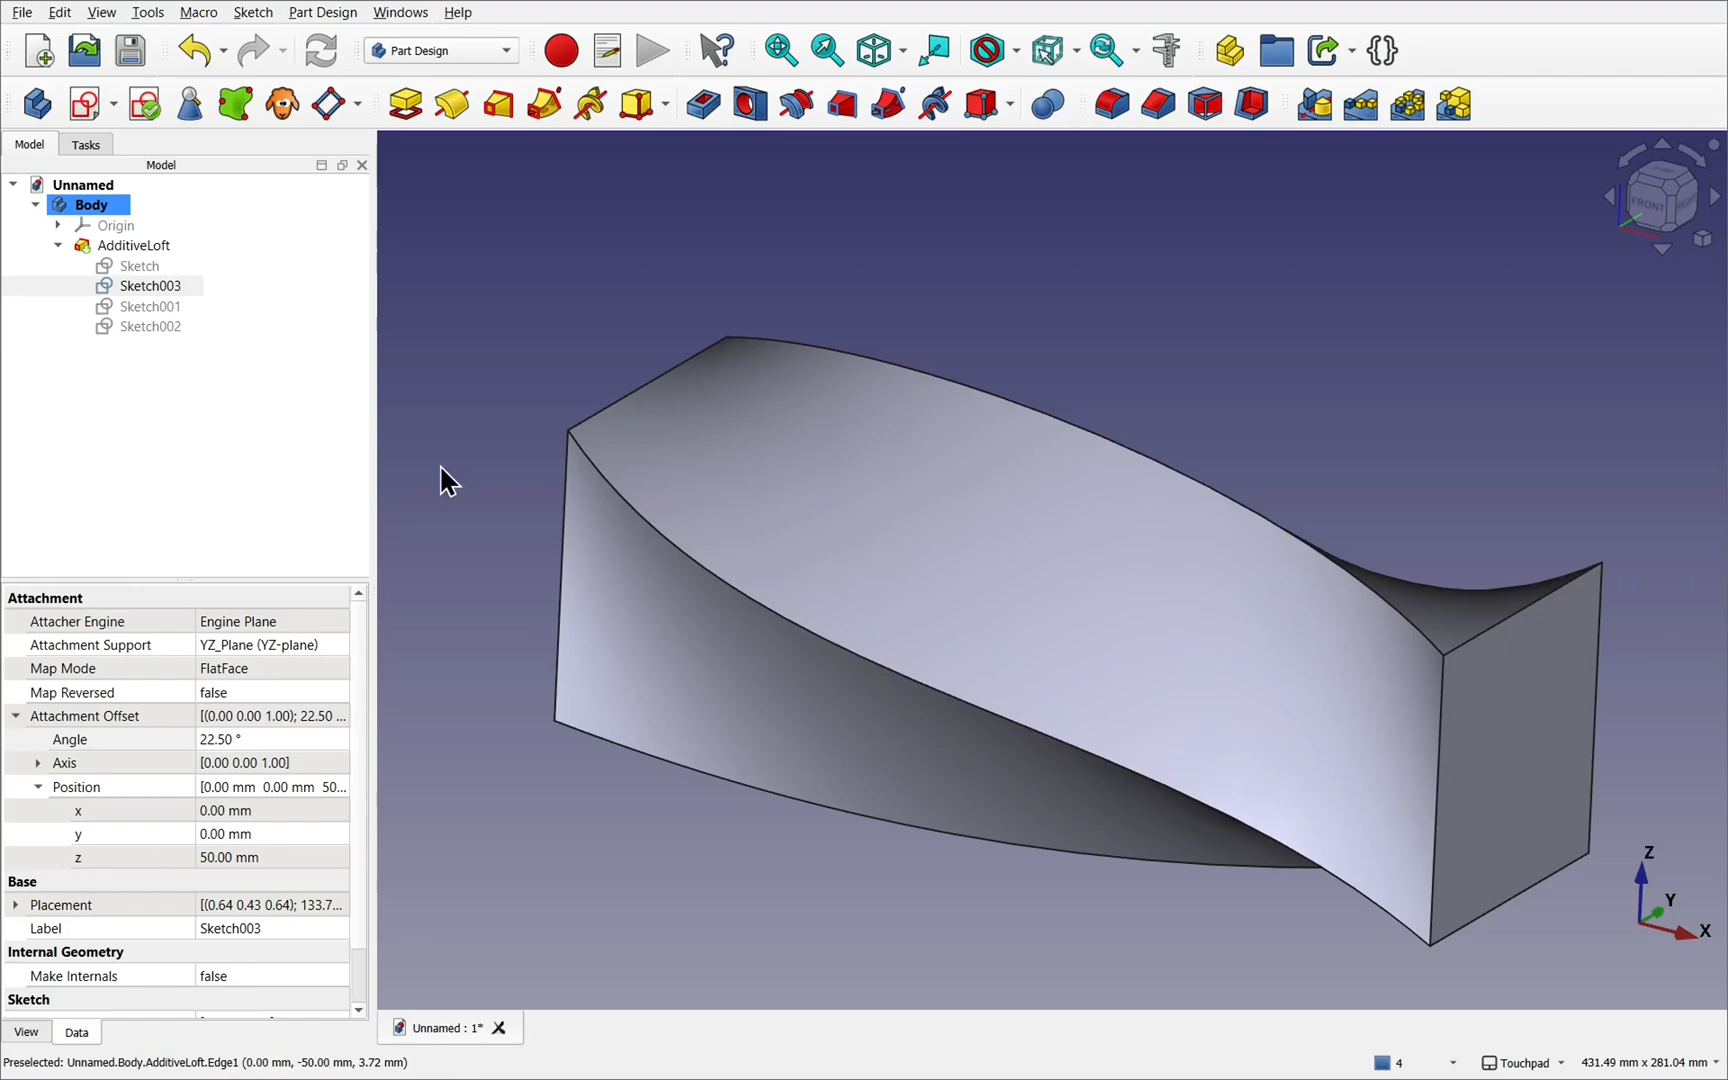 File Edit View Tools Macro Sketch Part Design Windows Help
Part Design
Model Tasks
Model
Unnamed
Body
Origin
AdditiveLoft
Sketch
Sketch003
Sketch001
Sketch002
FRONT RIGHT
Attachment
Attacher Engine Engine Plane
Attachment Support YZ_Plane (YZ-plane)
Map Mode FlatFace
Map Reversed false
Attachment Offset [(0.00 0.00 1.00); 22.50 ...
Angle 22.50 °
Axis [0.00 0.00 1.00]
Position [0.00 mm 0.00 mm 50...
x 0.00 mm
y 0.00 mm
z 50.00 mm
Base
Placement [(0.64 0.43 0.64); 133.7...
Label Sketch003
Internal Geometry
Make Internals false
Sketch
Z
Y
X
View Data
Unnamed : 1*
Preselected: Unnamed.Body.AdditiveLoft.Edge1 (0.00 mm, -50.00 mm, 3.72 mm)
4 Touchpad 431.49 mm x 281.04 mm